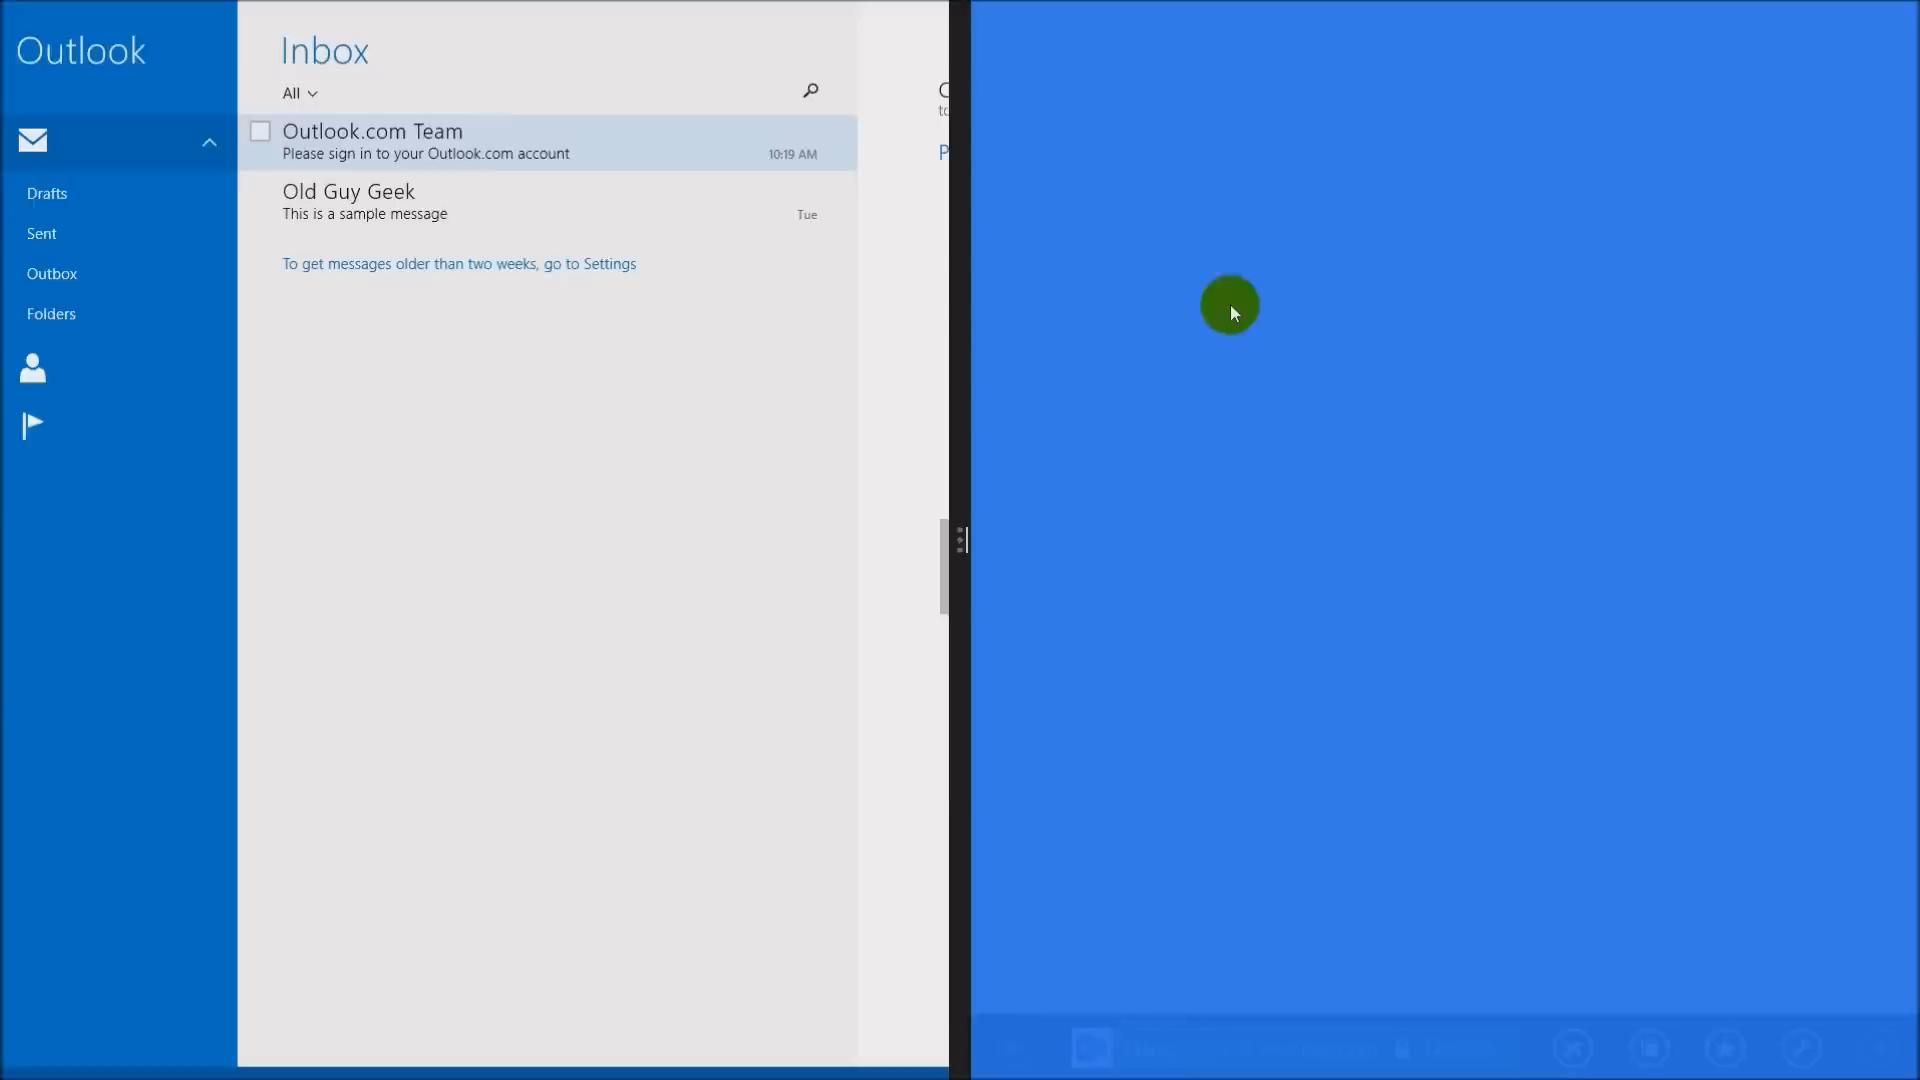 Outlook
Inbox
All
Outlook.com Team
Please sign in to your Outlook.com account
10:19 AM
Old Guy Geek
This is a sample message
Tue
To get messages older than two weeks, go to Settings
Drafts
Sent
Outbox
Folders